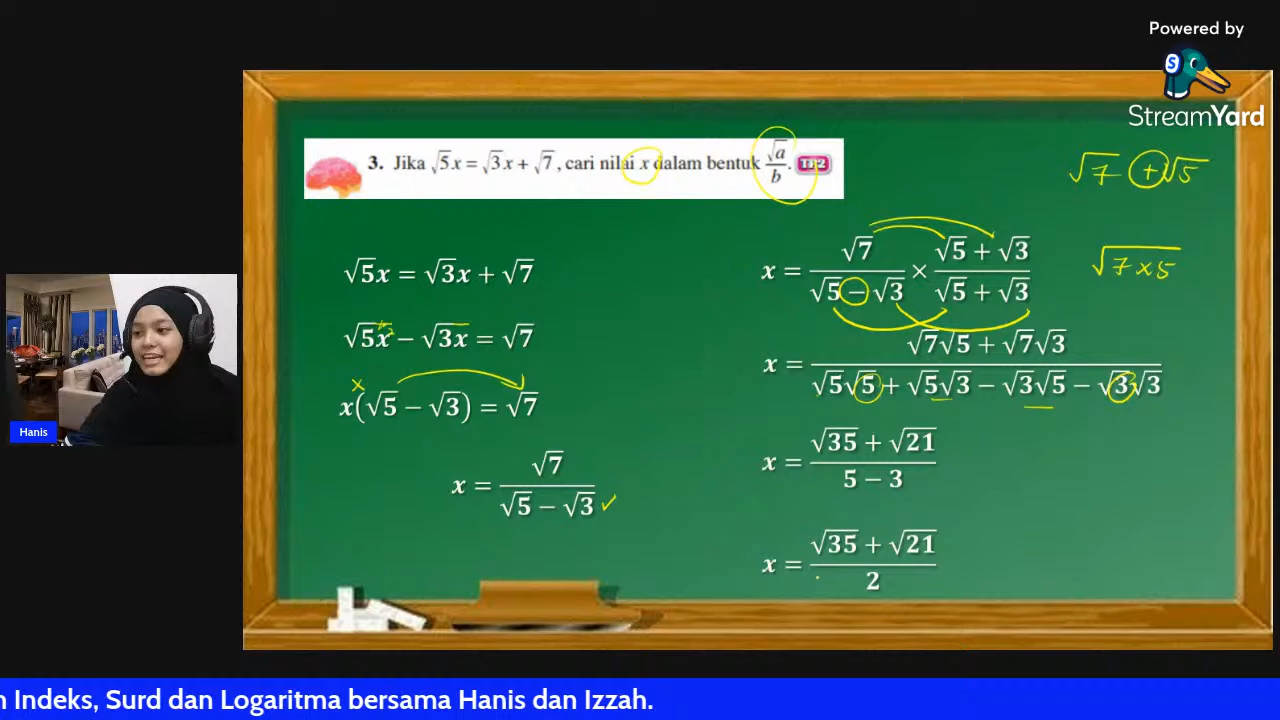 Powered by
StreamYard
3. Jika √5x = √3x + √7, cari nilai x dalam bentuk √a/b. TP2
√7 + √5
√(7×5)
√5x = √3x + √7
√5x − √3x = √7
x(√5 − √3) = √7
x = √7/(√5 − √3) ✓
x = √7/(√5 − √3) × (√5 + √3)/(√5 + √3)
x = (√7√5 + √7√3)/(√5√5 + √5√3 − √3√5 − √3√3)
x = (√35 + √21)/(5 − 3)
x = (√35 + √21)/2
Hanis
Indeks, Surd dan Logaritma bersama Hanis dan Izzah.